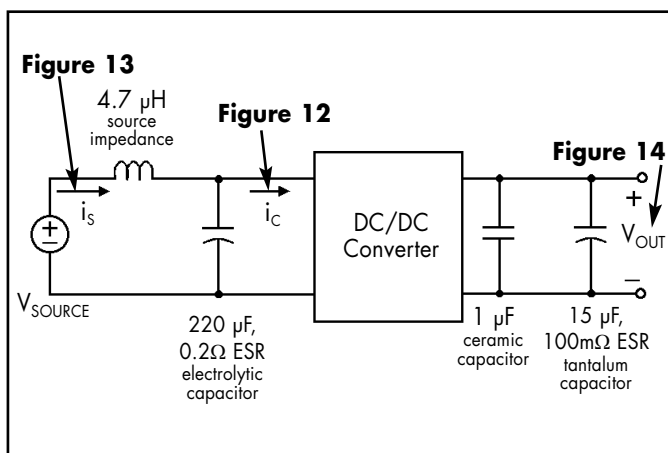 Figure 13
4.7 µH
source
impedance
Figure 12
Figure 14
iS
iC
DC/DC
Converter
+
VOUT
–
+
–
VSOURCE
220 µF,
0.2Ω ESR
electrolytic
capacitor
1 µF
ceramic
capacitor
15 µF,
100mΩ ESR
tantalum
capacitor